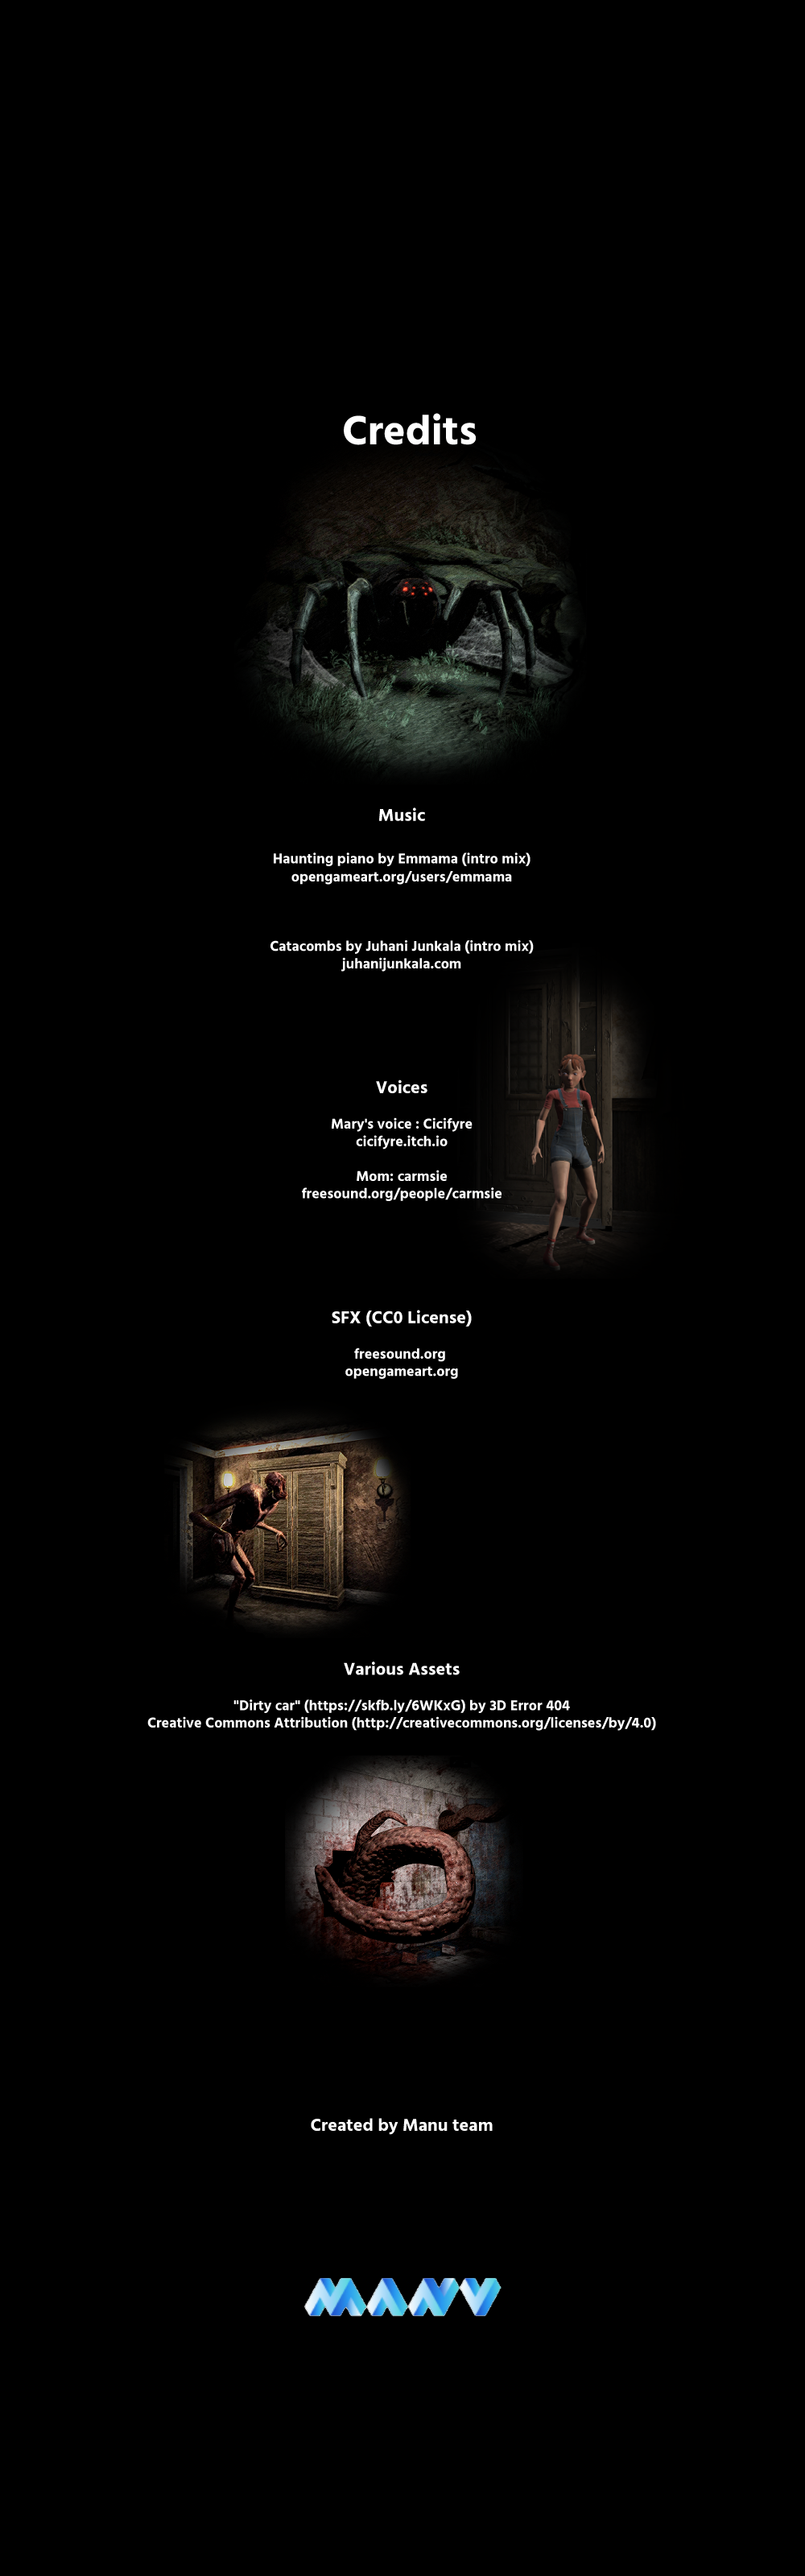 Credits
Music
Haunting piano by Emmama (intro mix)
opengameart.org/users/emmama
Catacombs by Juhani Junkala (intro mix)
juhanijunkala.com
Voices
Mary's voice : Cicifyre
cicifyre.itch.io
Mom: carmsie
freesound.org/people/carmsie
SFX (CC0 License)
freesound.org
opengameart.org
Various Assets
"Dirty car" (https://skfb.ly/6WKxG) by 3D Error 404
Creative Commons Attribution (http://creativecommons.org/licenses/by/4.0)
Created by Manu team
MANV